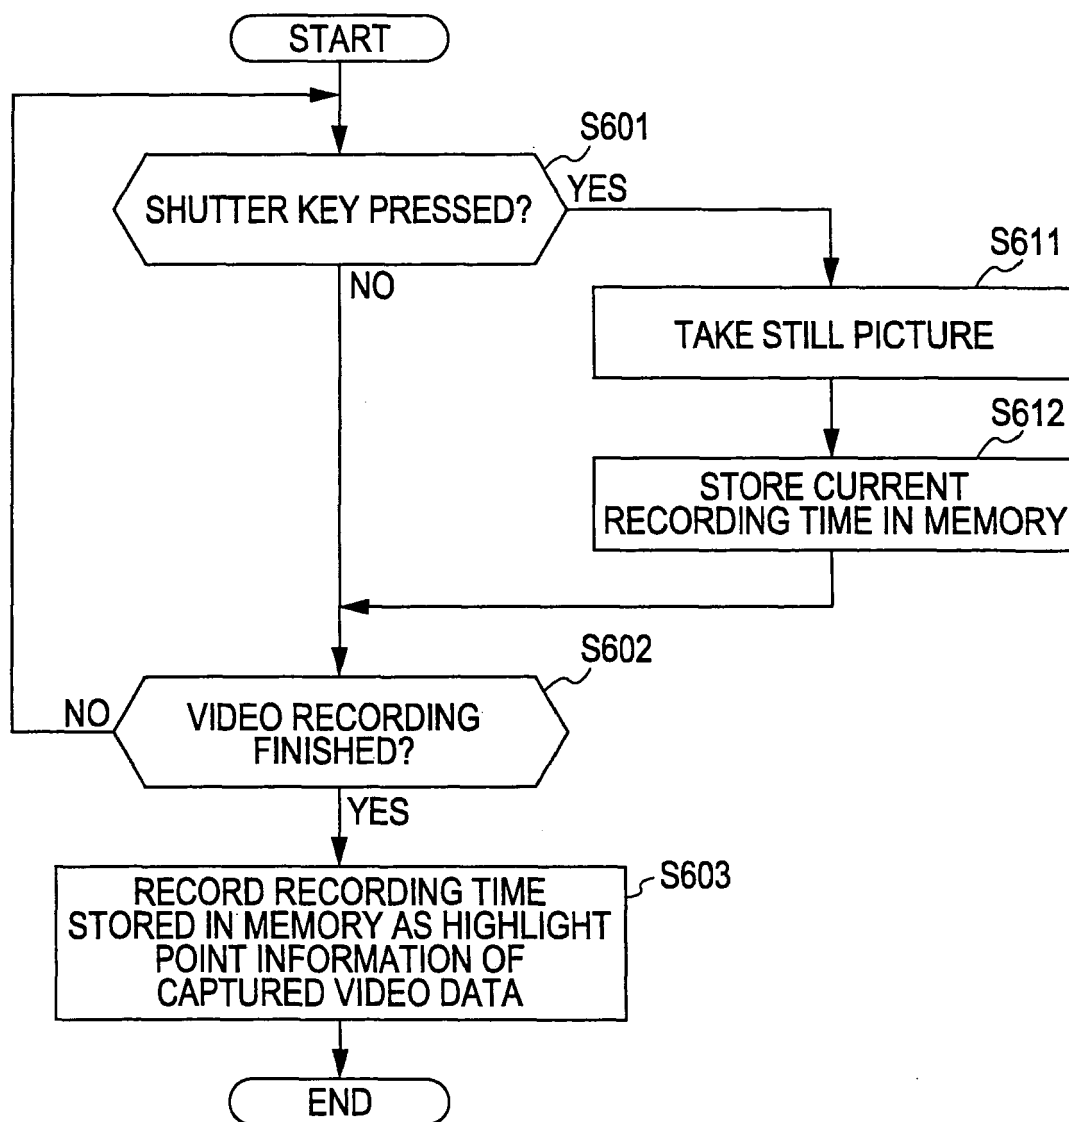 START
S601
SHUTTER KEY PRESSED?
YES
NO
S611
TAKE STILL PICTURE
S612
STORE CURRENT
RECORDING TIME IN MEMORY
S602
NO
VIDEO RECORDING
FINISHED?
YES
S603
RECORD RECORDING TIME
STORED IN MEMORY AS HIGHLIGHT
POINT INFORMATION OF
CAPTURED VIDEO DATA
END